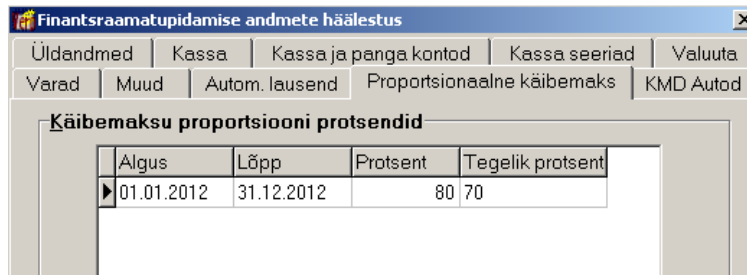 Finantsraamatupidamise andmete häälestus
Üldandmed Kassa Kassa ja panga kontod Kassa seeriad Valuuta
Varad Muud Autom. lausend Proportsionaalne käibemaks KMD Autod
Käibemaksu proportsiooni protsendid
Algus Lõpp Protsent Tegelik protsent
01.01.2012 31.12.2012 80 70